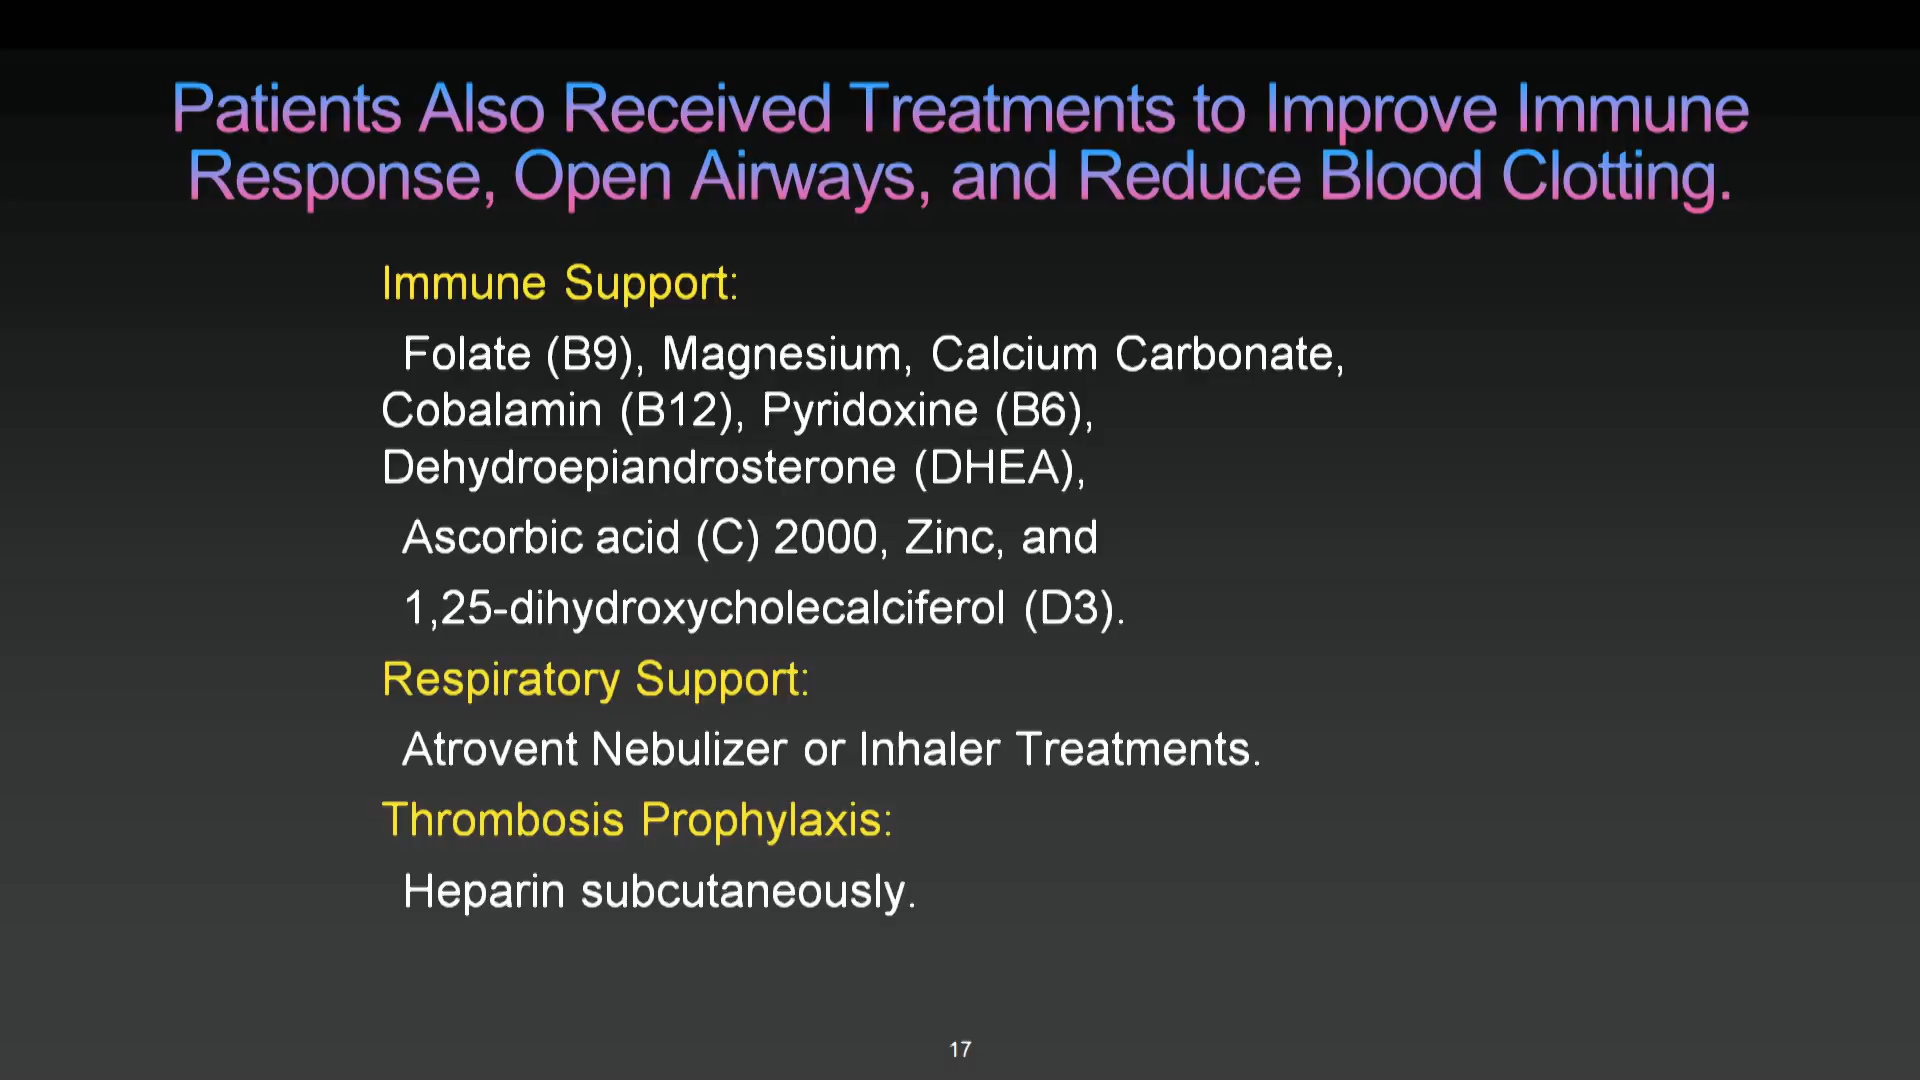 Patients Also Received Treatments to Improve Immune
Response, Open Airways, and Reduce Blood Clotting.
Immune Support:
Folate (B9), Magnesium, Calcium Carbonate,
Cobalamin (B12), Pyridoxine (B6),
Dehydroepiandrosterone (DHEA),
Ascorbic acid (C) 2000, Zinc, and
1,25-dihydroxycholecalciferol (D3).
Respiratory Support:
Atrovent Nebulizer or Inhaler Treatments.
Thrombosis Prophylaxis:
Heparin subcutaneously.
17